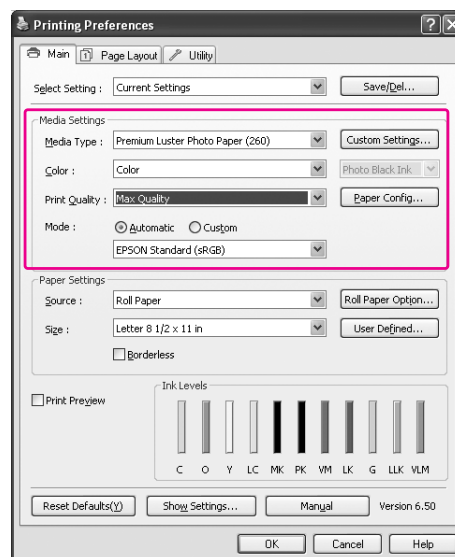 Printing Preferences
Main Page Layout Utility
Select Setting : Current Settings Save/Del...
Media Settings
Media Type : Premium Luster Photo Paper (260) Custom Settings...
Color : Color Photo Black Ink
Print Quality : Max Quality Paper Config...
Mode : Automatic Custom
EPSON Standard (sRGB)
Paper Settings
Source : Roll Paper Roll Paper Option...
Size : Letter 8 1/2 x 11 in User Defined...
Borderless
Print Preview
Ink Levels
C O Y LC MK PK VM LK G LLK VLM
Reset Defaults(Y) Show Settings... Manual Version 6.50
OK Cancel Help